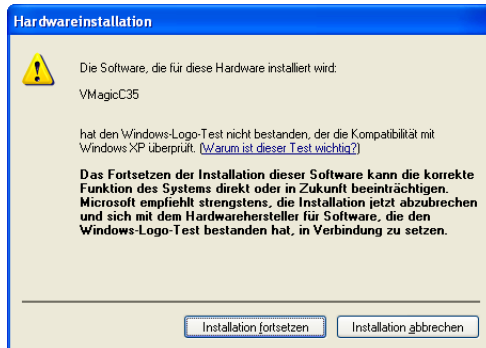 Hardwareinstallation
Die Software, die für diese Hardware installiert wird:
VMagicC35
hat den Windows-Logo-Test nicht bestanden, der die Kompatibilität mit
Windows XP überprüft. (Warum ist dieser Test wichtig?)
Das Fortsetzen der Installation dieser Software kann die korrekte
Funktion des Systems direkt oder in Zukunft beeinträchtigen.
Microsoft empfiehlt strengstens, die Installation jetzt abzubrechen
und sich mit dem Hardwarehersteller für Software, die den
Windows-Logo-Test bestanden hat, in Verbindung zu setzen.
Installation fortsetzen Installation abbrechen